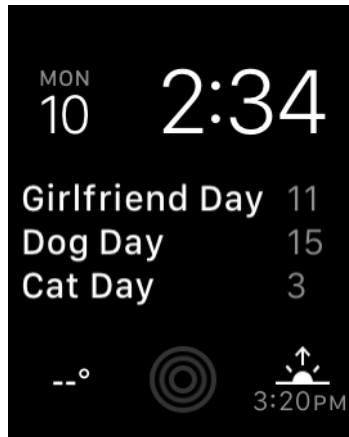 MON
10
2:34
Girlfriend Day 11
Dog Day 15
Cat Day 3
--°
3:20PM